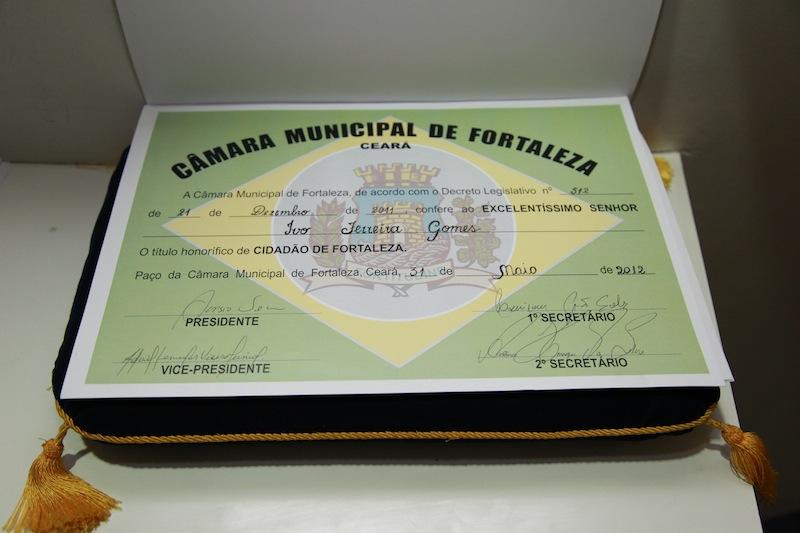 CÂMARA MUNICIPAL DE FORTALEZA
CEARÁ
A Câmara Municipal de Fortaleza, de acordo com o Decreto Legislativo nº 512
de 21 de Dezembro de 2011 confere ao EXCELENTÍSSIMO SENHOR
Ivo Ferreira Gomes
O título honorífico de CIDADÃO DE FORTALEZA.
Paço da Câmara Municipal de Fortaleza, Ceará, 31 de Maio de 2012
PRESIDENTE
1º SECRETÁRIO
VICE-PRESIDENTE
2º SECRETÁRIO